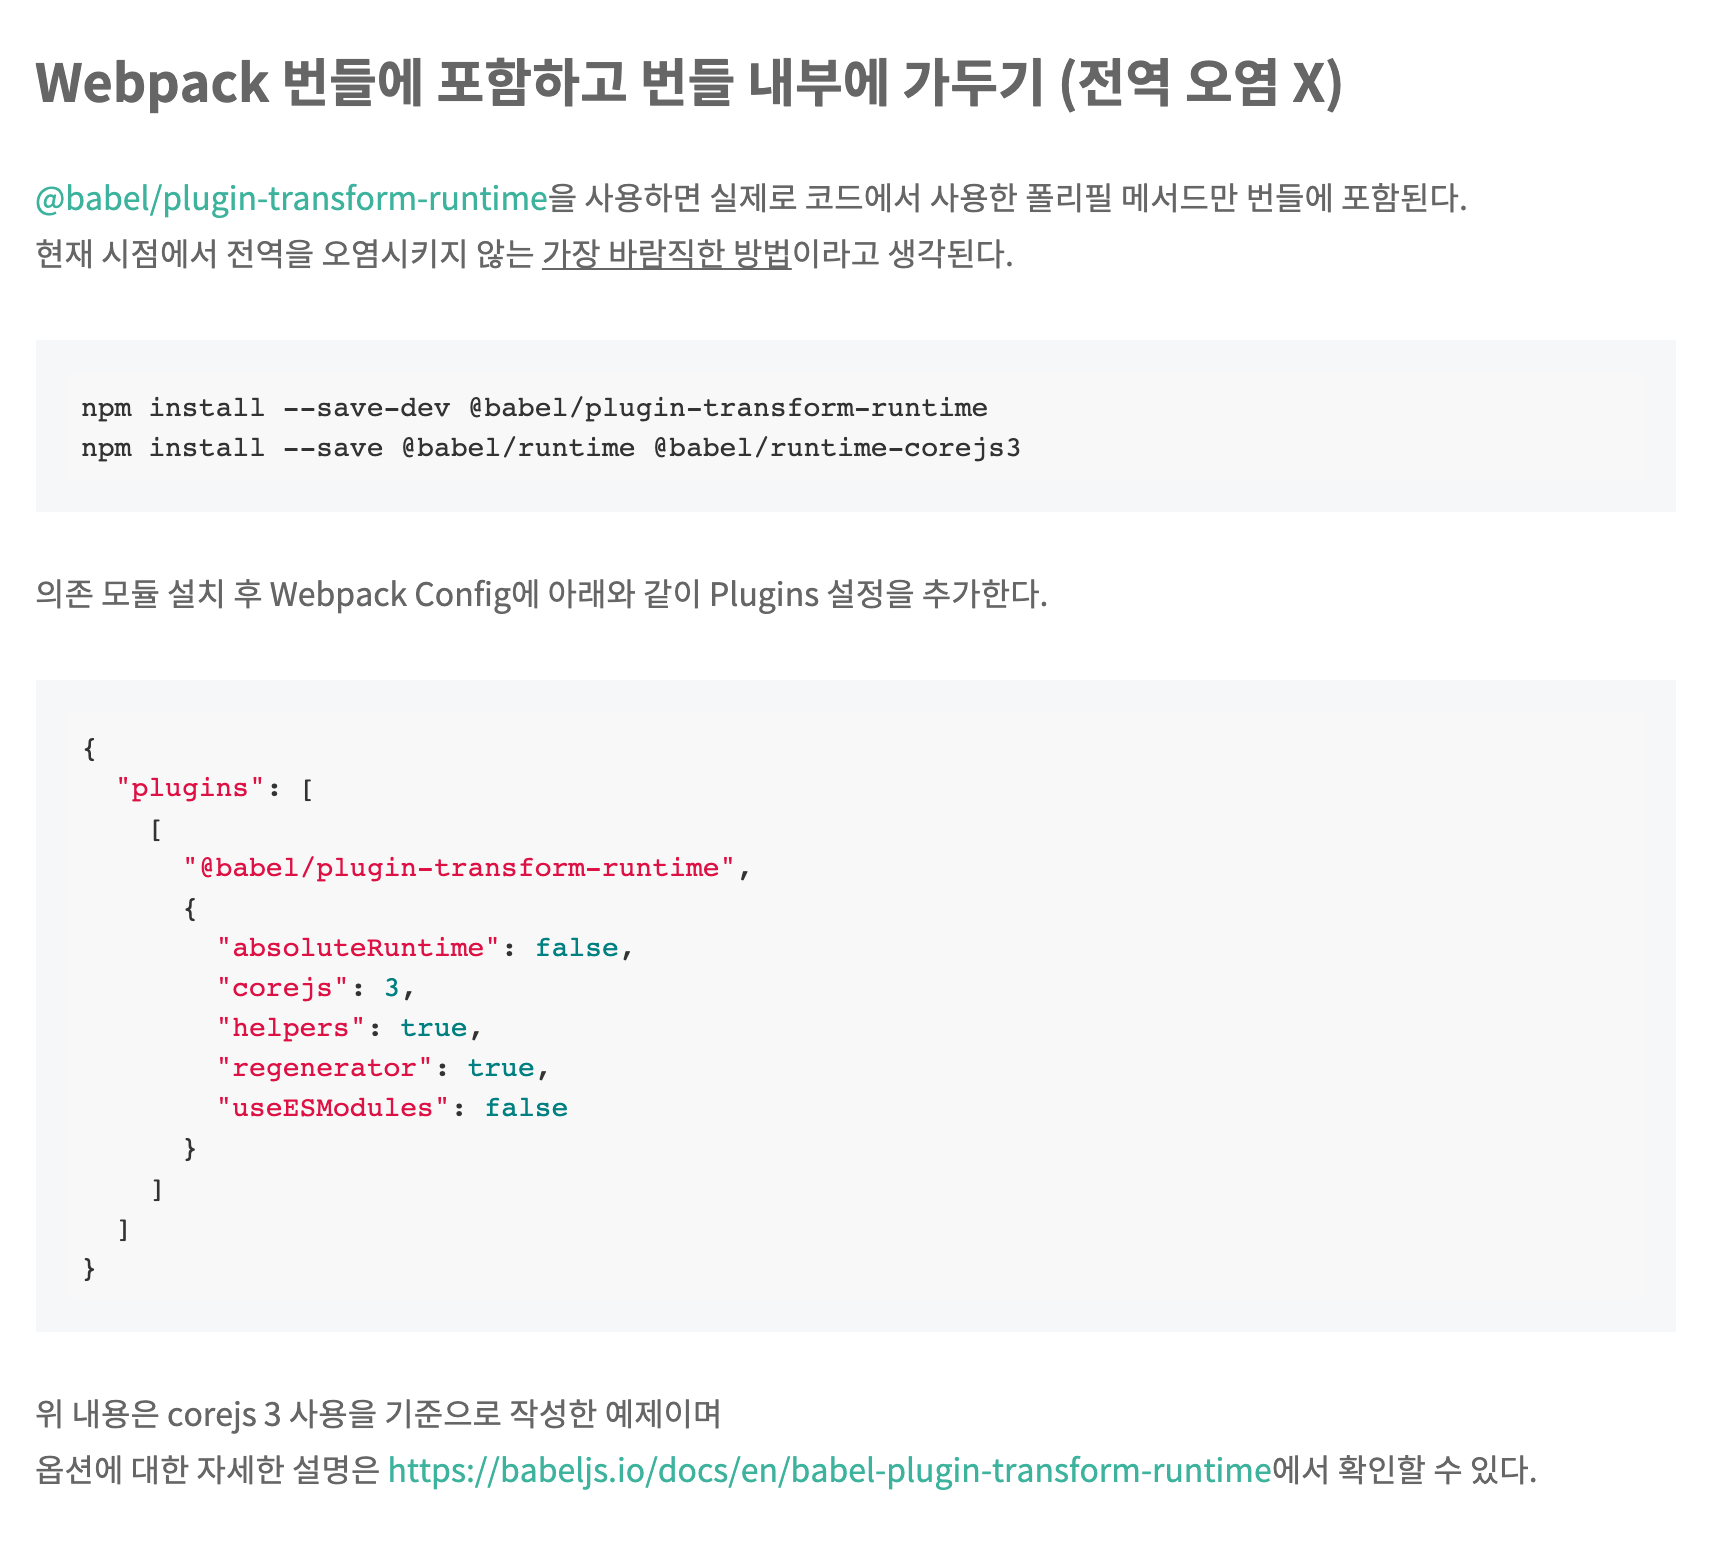 Webpack 번들에 포함하고 번들 내부에 가두기 (전역 오염 X)
@babel/plugin-transform-runtime을 사용하면 실제로 코드에서 사용한 폴리필 메서드만 번들에 포함된다.
현재 시점에서 전역을 오염시키지 않는 가장 바람직한 방법이라고 생각된다.
npm install --save-dev @babel/plugin-transform-runtime
npm install --save @babel/runtime @babel/runtime-corejs3
의존 모듈 설치 후 Webpack Config에 아래와 같이 Plugins 설정을 추가한다.
{
  "plugins": [
    [
      "@babel/plugin-transform-runtime",
      {
        "absoluteRuntime": false,
        "corejs": 3,
        "helpers": true,
        "regenerator": true,
        "useESModules": false
      }
    ]
  ]
}
위 내용은 corejs 3 사용을 기준으로 작성한 예제이며
옵션에 대한 자세한 설명은 https://babeljs.io/docs/en/babel-plugin-transform-runtime에서 확인할 수 있다.